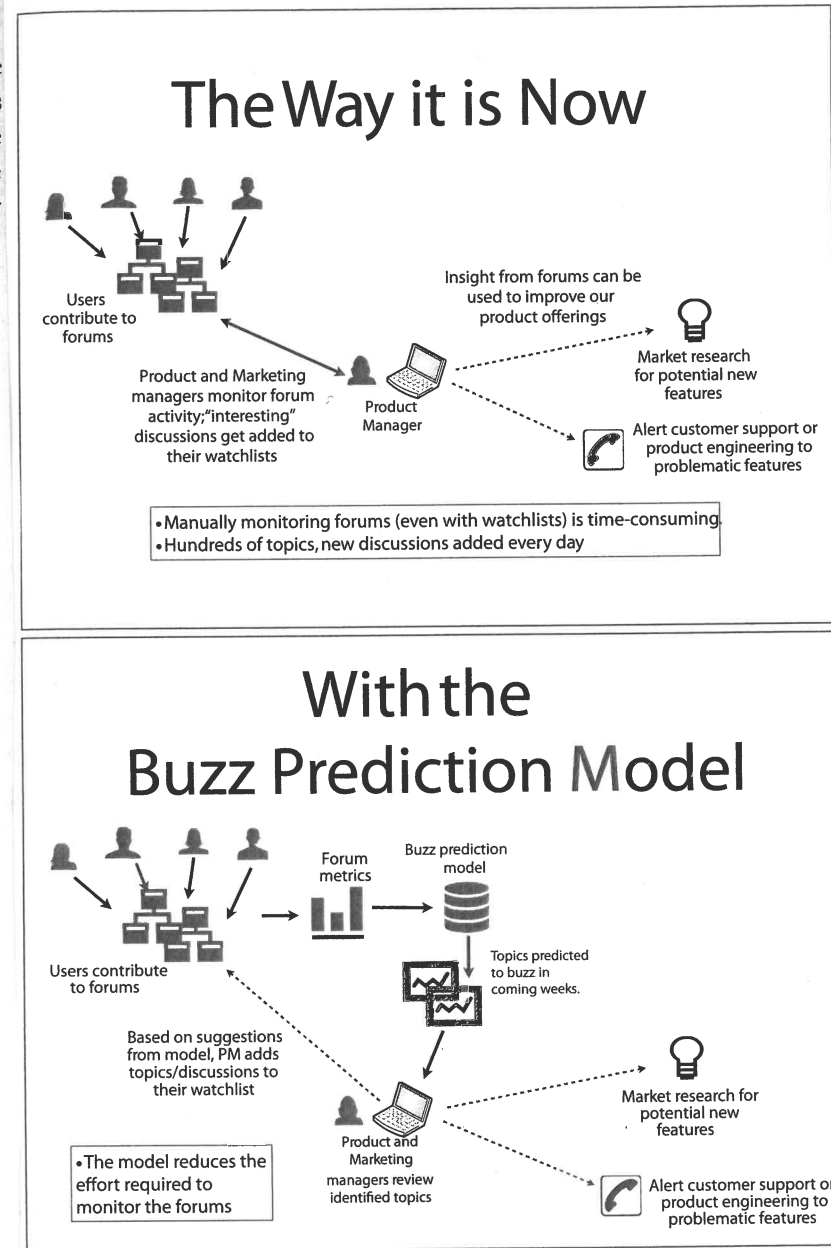 The Way it is Now
Users
contribute to
forums
Product and Marketing
managers monitor forum
activity;"interesting"
discussions get added to
their watchlists
Product
Manager
Insight from forums can be
used to improve our
product offerings
Market research
for potential new
features
Alert customer support or
product engineering to
problematic features
•Manually monitoring forums (even with watchlists) is time-consuming.
•Hundreds of topics, new discussions added every day
With the
Buzz Prediction Model
Users contribute
to forums
Forum
metrics
Buzz prediction
model
Topics predicted
to buzz in
coming weeks.
Based on suggestions
from model, PM adds
topics/discussions to
their watchlist
Product and
Marketing
managers review
identified topics
Market research for
potential new
features
Alert customer support or
product engineering to
problematic features
•The model reduces the
effort required to
monitor the forums